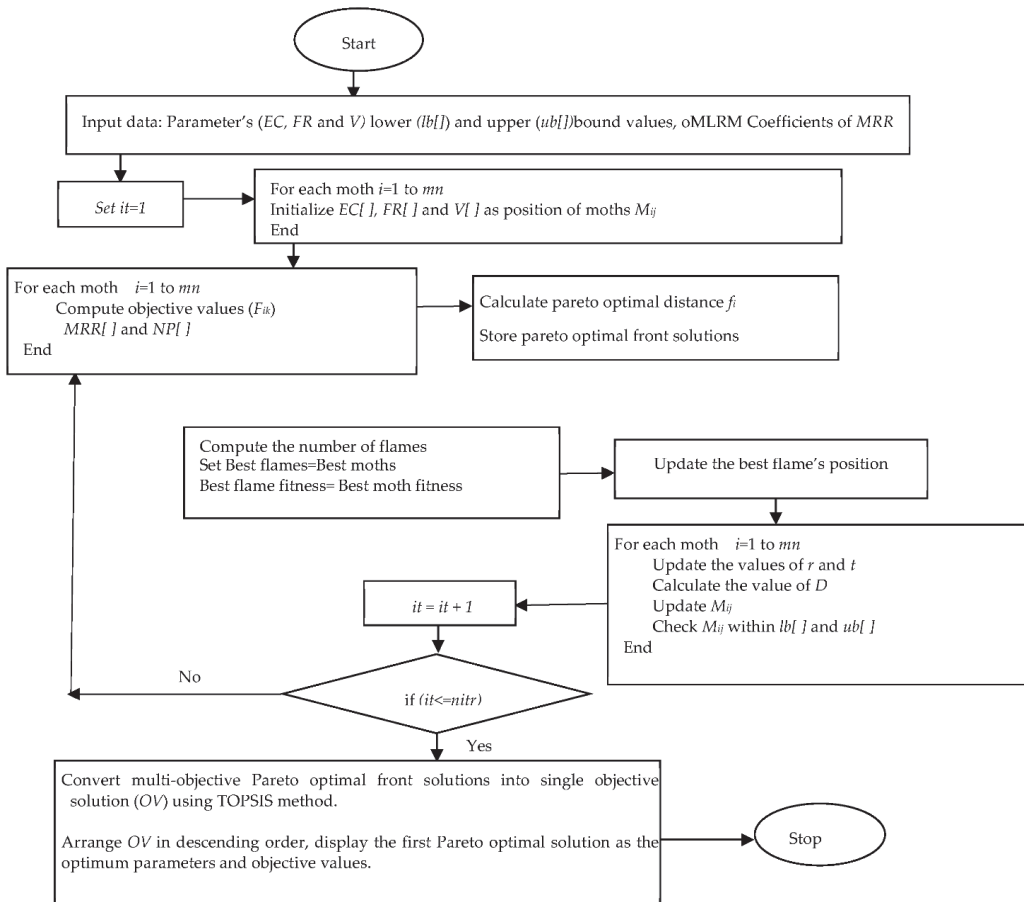 Start
Input data: Parameter's (EC, FR and V) lower (lb[]) and upper (ub[])bound values, oMLRM Coefficients of MRR
Set it=1
For each moth i=1 to mn
Initialize EC[ ], FR[ ] and V[ ] as position of moths Mij
End
For each moth i=1 to mn
Compute objective values (Fik)
MRR[ ] and NP[ ]
End
Calculate pareto optimal distance fi
Store pareto optimal front solutions
Compute the number of flames
Set Best flames=Best moths
Best flame fitness= Best moth fitness
Update the best flame's position
For each moth i=1 to mn
Update the values of r and t
Calculate the value of D
Update Mij
Check Mij within lb[ ] and ub[ ]
End
it = it + 1
No
if (it<=nitr)
Yes
Convert multi-objective Pareto optimal front solutions into single objective
solution (OV) using TOPSIS method.
Arrange OV in descending order, display the first Pareto optimal solution as the
optimum parameters and objective values.
Stop